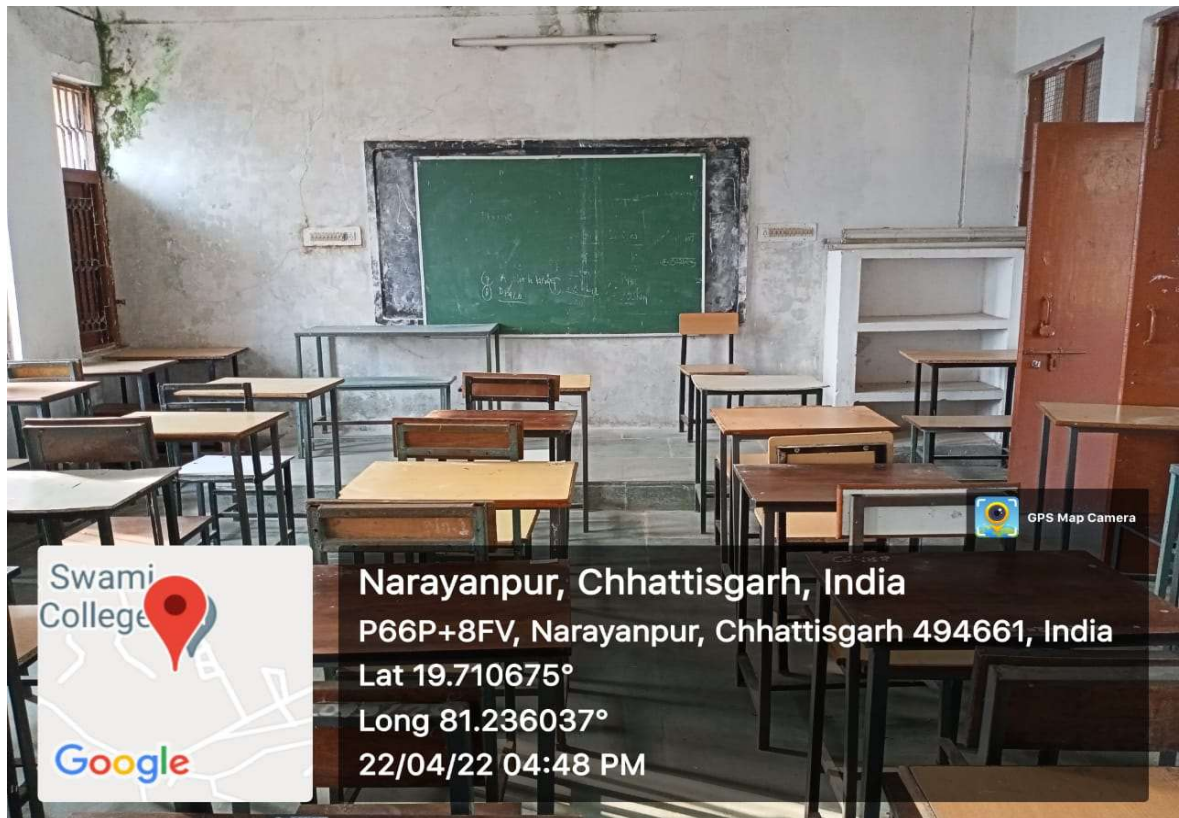 GPS Map Camera
Swami
College
Google
Narayanpur, Chhattisgarh, India
P66P+8FV, Narayanpur, Chhattisgarh 494661, India
Lat 19.710675°
Long 81.236037°
22/04/22 04:48 PM